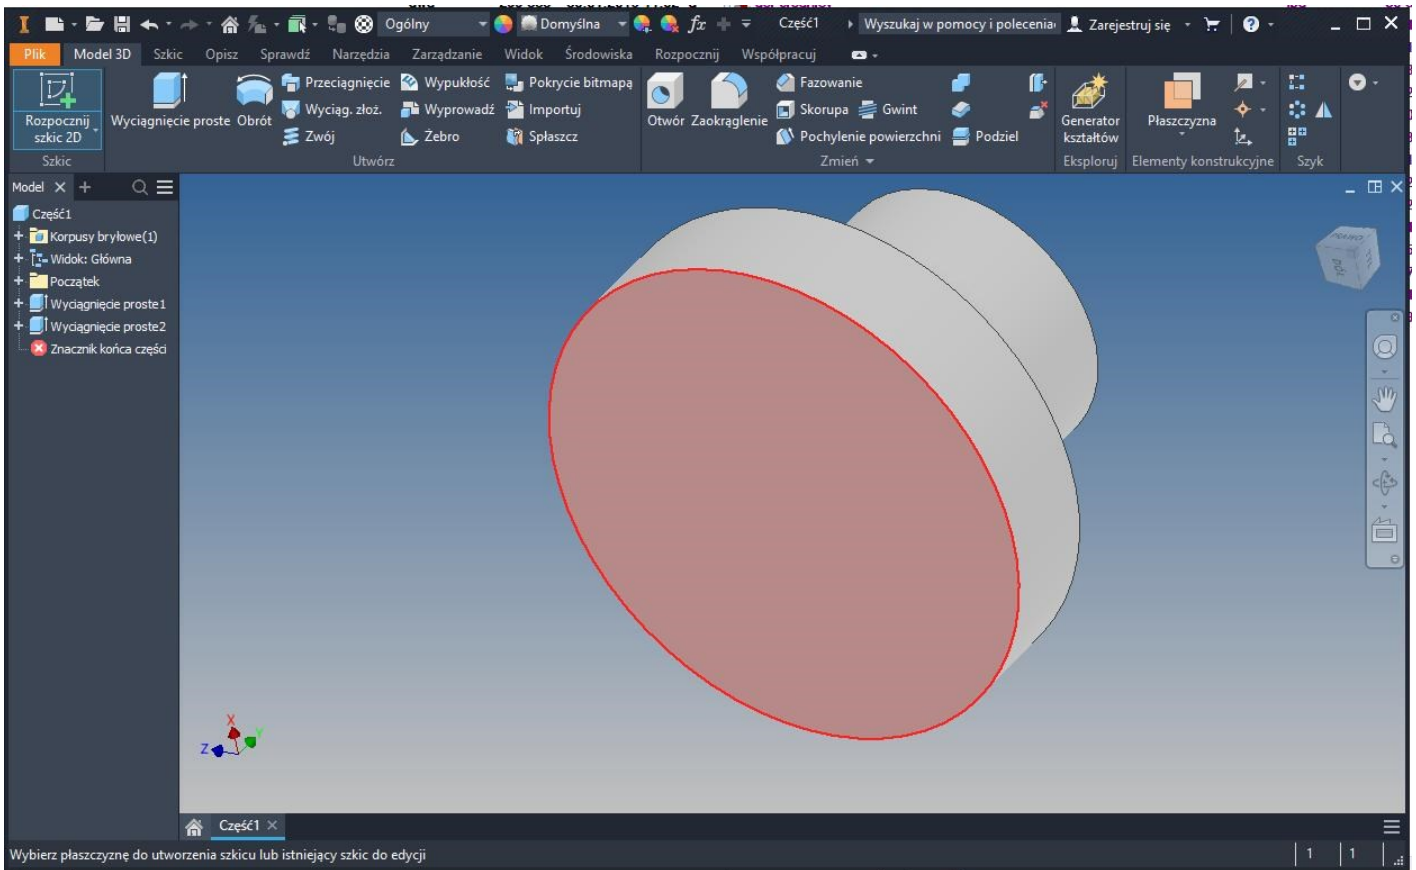 Ogólny Domyślna fx Część1 Wyszukaj w pomocy i polecenia Zarejestruj się ?
Plik Model 3D Szkic Opisz Sprawdź Narzędzia Zarządzanie Widok Środowiska Rozpocznij Współpracuj
Rozpocznij
szkic 2D
Szkic
Wyciągnięcie proste
Obrót
Przeciągnięcie
Wyciąg. złoż.
Zwój
Wypukłość
Wyprowadź
Żebro
Pokrycie bitmapą
Importuj
Spłaszcz
Utwórz
Otwór
Zaokrąglenie
Fazowanie
Skorupa
Gwint
Pochylenie powierzchni
Podziel
Zmień
Generator
kształtów
Eksploruj
Płaszczyzna
Elementy konstrukcyjne
Szyk
Model
Część1
Korpusy bryłowe(1)
Widok: Główna
Początek
Wyciągnięcie proste1
Wyciągnięcie proste2
Znacznik końca części
X
Y
Z
Część1
Wybierz płaszczyznę do utworzenia szkicu lub istniejący szkic do edycji
1 1